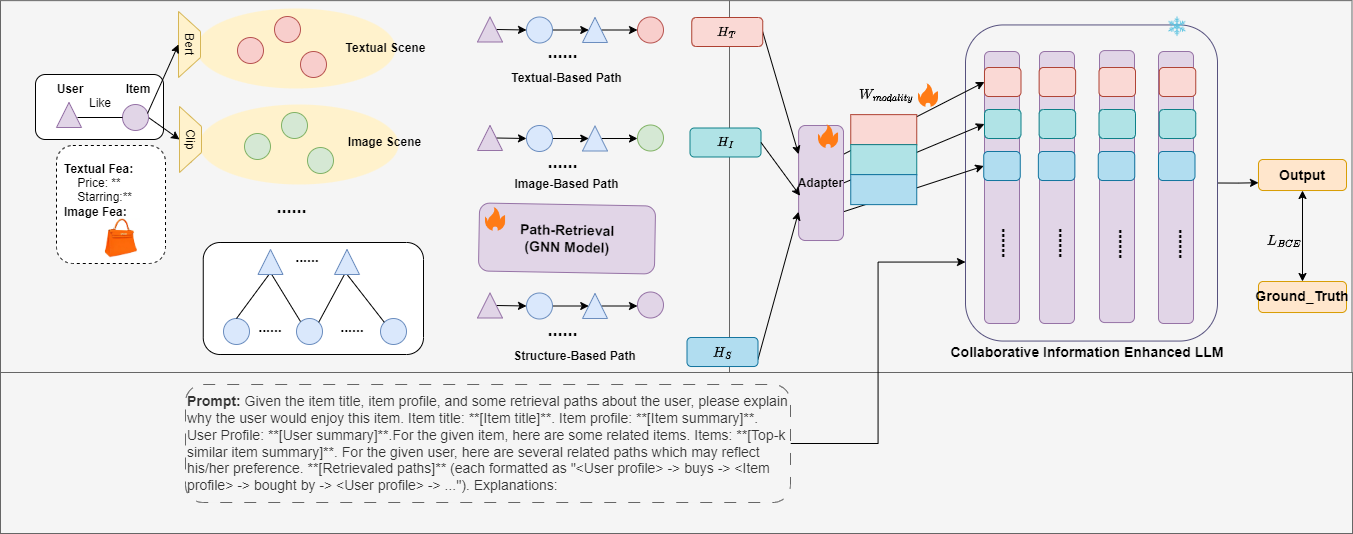 Bert
Textual Scene
User
Item
Like
Clip
Image Scene
Textual Fea:
Price: **
Starring:**
Image Fea:
......
......
......
......
......
Textual-Based Path
......
Image-Based Path
Path-Retrieval
(GNN Model)
......
Structure-Based Path
H_T
H_I
H_S
Adapter
W_modality
......
......
......
......
Collaborative Information Enhanced LLM
Output
L_BCE
Ground_Truth
Prompt: Given the item title, item profile, and some retrieval paths about the user, please explain
why the user would enjoy this item. Item title: **[Item title]**. Item profile: **[Item summary]**.
User Profile: **[User summary]**.For the given item, here are some related items. Items: **[Top-k
similar item summary]**. For the given user, here are several related paths which may reflect
his/her preference. **[Retrievaled paths]** (each formatted as "<User profile> -> buys -> <Item
profile> -> bought by -> <User profile> -> ..."). Explanations: